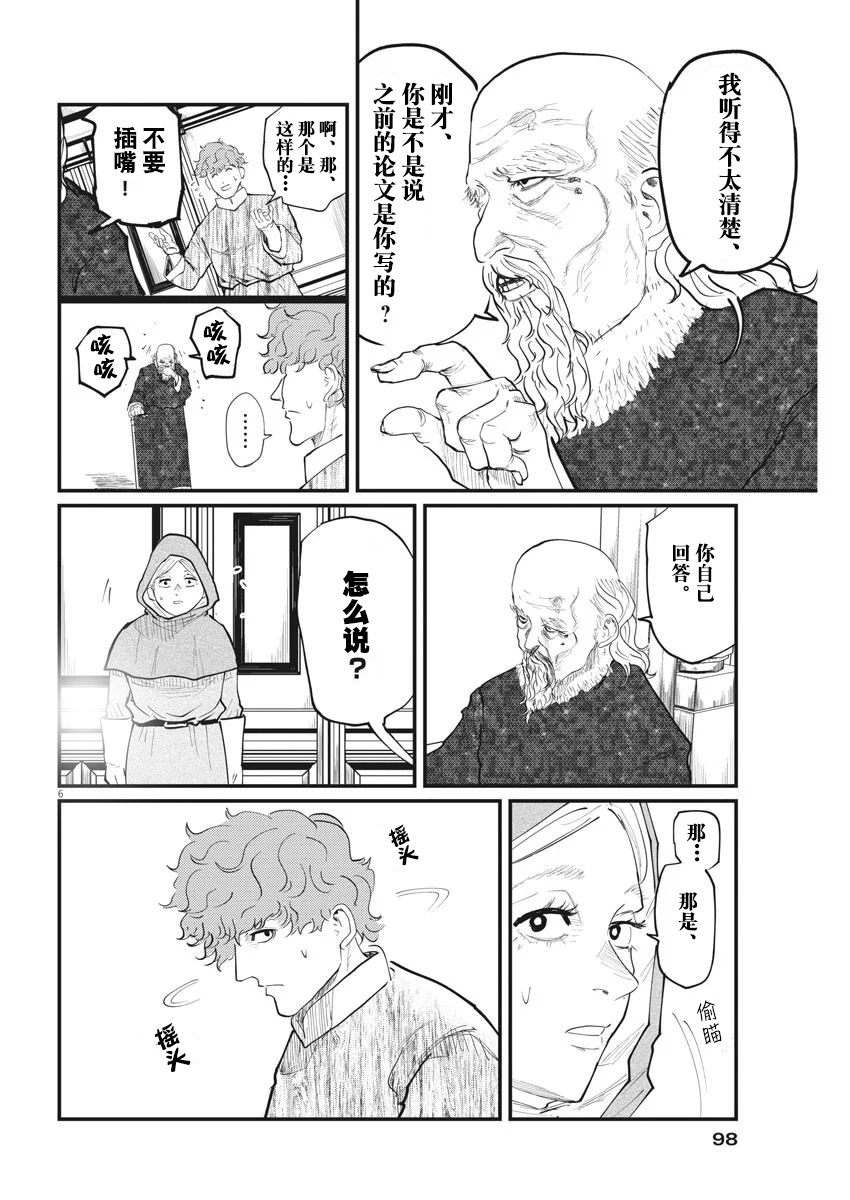 我听得不太清楚、
刚才、
你是不是说
之前的论文是你写的？
啊、那、
那个是
这样的…
不要
插嘴！
咳咳
咳咳
……
你自己
回答。
怎么说？
6
那…
那是、
偷瞄
摇头
摇头
98